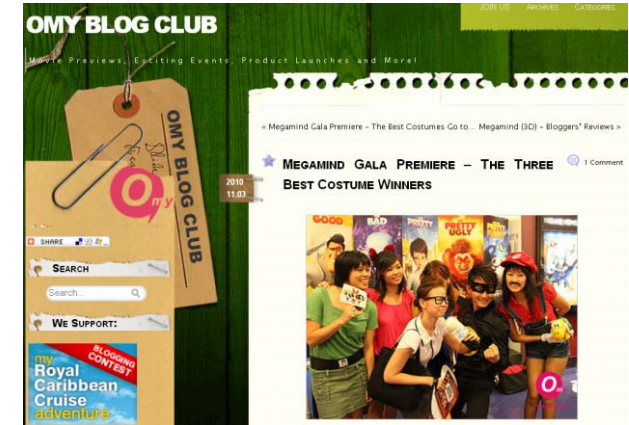 JOIN US ARCHIVES CATEGORIES
OMY BLOG CLUB
Movie Previews, Exciting Events, Product Launches and More!
« Megamind Gala Premiere – The Best Costumes Go to... Megamind (3D) – Bloggers' Reviews »
MEGAMIND GALA PREMIERE – THE THREE
BEST COSTUME WINNERS
1 Comment
2010
11.03
OMY BLOG CLUB
Omy
SHARE
SEARCH
Search...
WE SUPPORT:
my
Royal
Caribbean
Cruise
adventure
BLOGGING
CONTEST
GOOD
BAD
PRETTY
PRETTY
UGLY